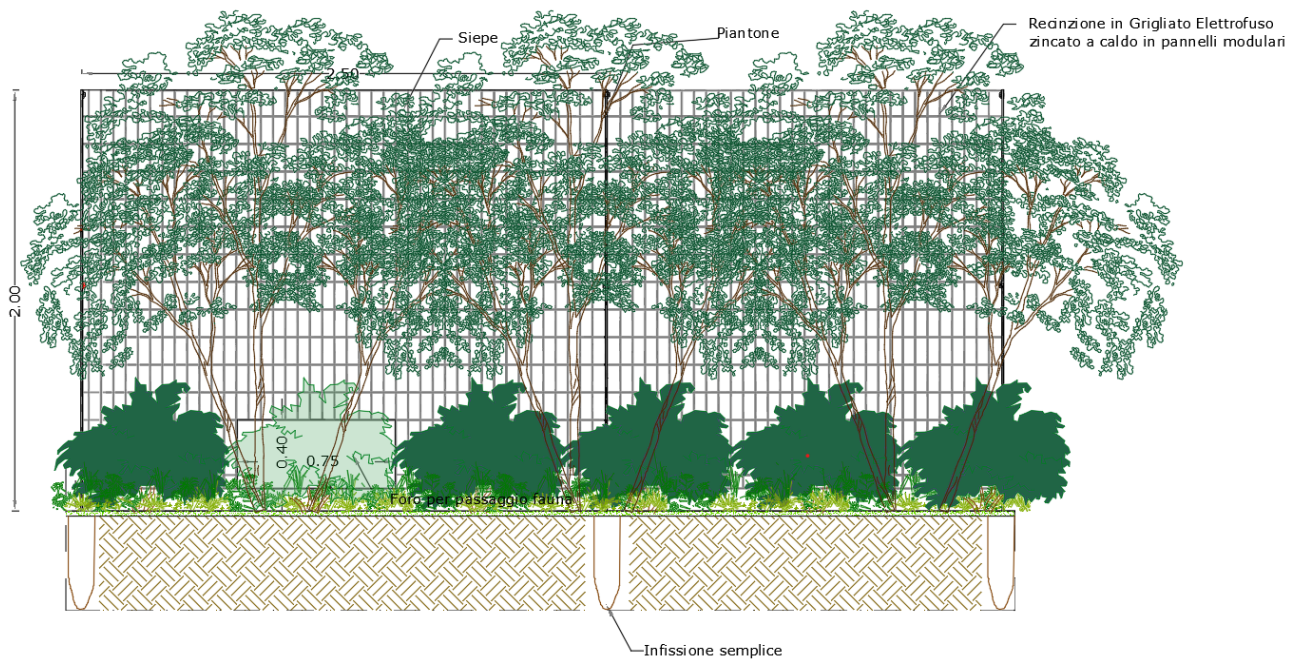 Siepe
Piantone
Recinzione in Grigliato Elettrofuso
zincato a caldo in pannelli modulari
2.50
2.00
0.40
0.75
Foro per passaggio fauna
Infissione semplice